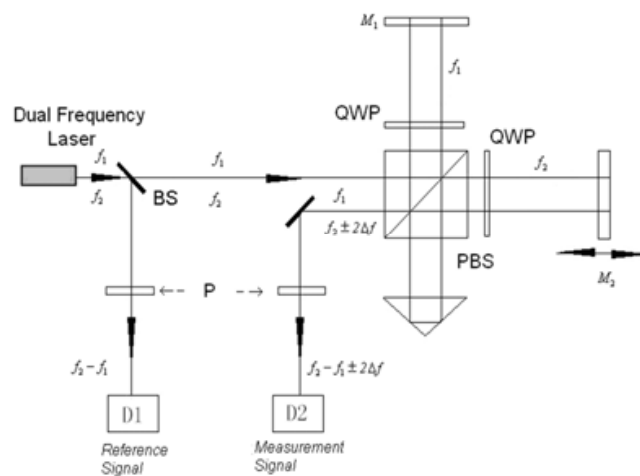 M₁
f₁
QWP
QWP
Dual Frequency
Laser
f₁
f₁
f₂
f₂
f₂
BS
f₁
f₂±2Δf
PBS
M₂
P
f₂-f₁
f₂-f₁±2Δf
D1
D2
Reference
Signal
Measurement
Signal